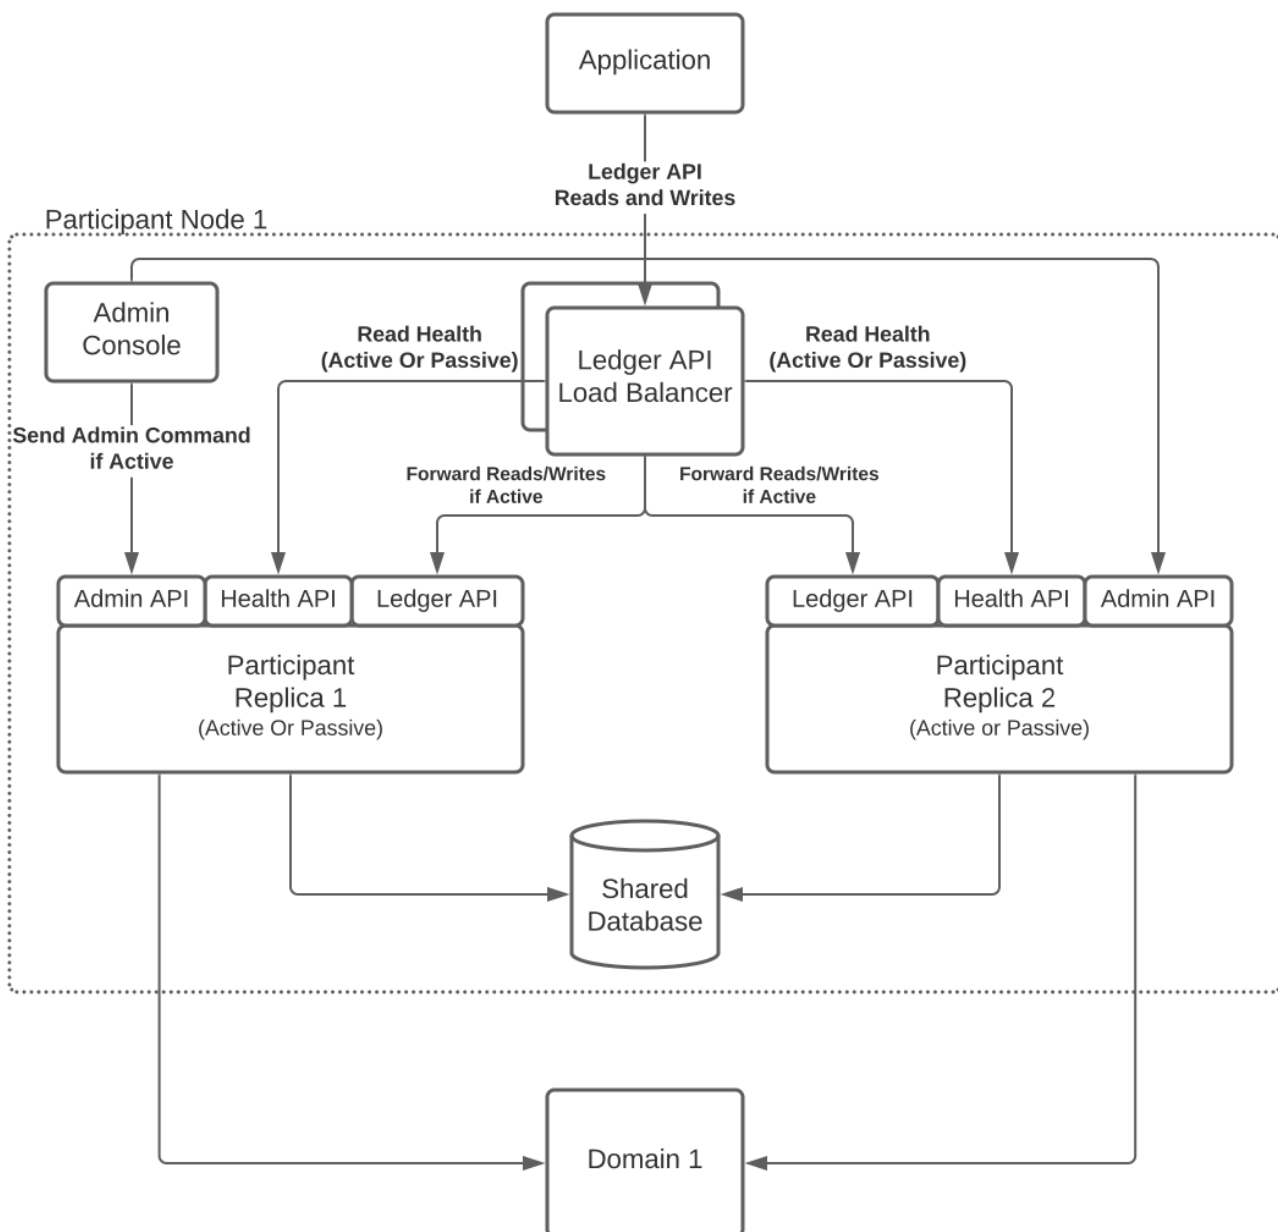 Application
Ledger API
Reads and Writes
Participant Node 1
Admin
Console
Read Health
(Active Or Passive)
Ledger API
Load Balancer
Read Health
(Active Or Passive)
Send Admin Command
if Active
Forward Reads/Writes
if Active
Forward Reads/Writes
if Active
Admin API
Health API
Ledger API
Ledger API
Health API
Admin API
Participant
Replica 1
(Active Or Passive)
Participant
Replica 2
(Active or Passive)
Shared
Database
Domain 1